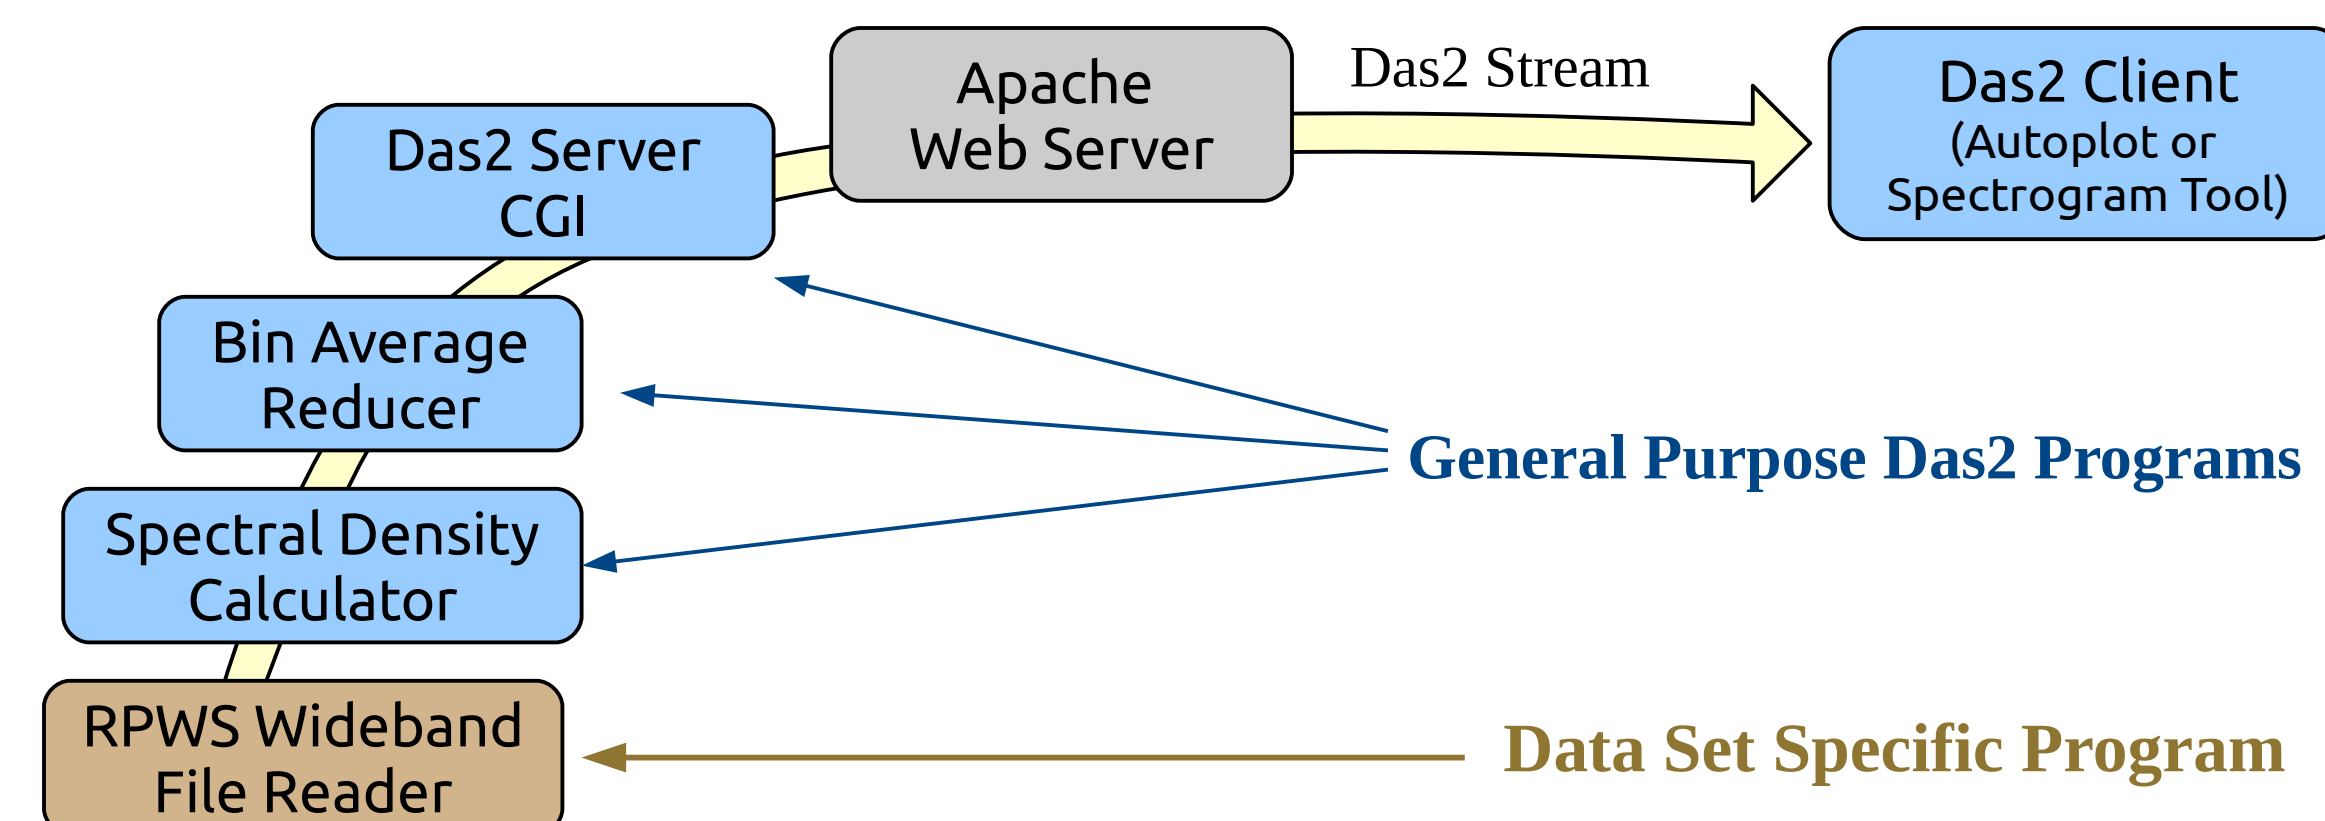 Apache
Web Server
Das2 Stream
Das2 Client
(Autoplot or
Spectrogram Tool)
Das2 Server
CGI
Bin Average
Reducer
General Purpose Das2 Programs
Spectral Density
Calculator
RPWS Wideband
File Reader
Data Set Specific Program